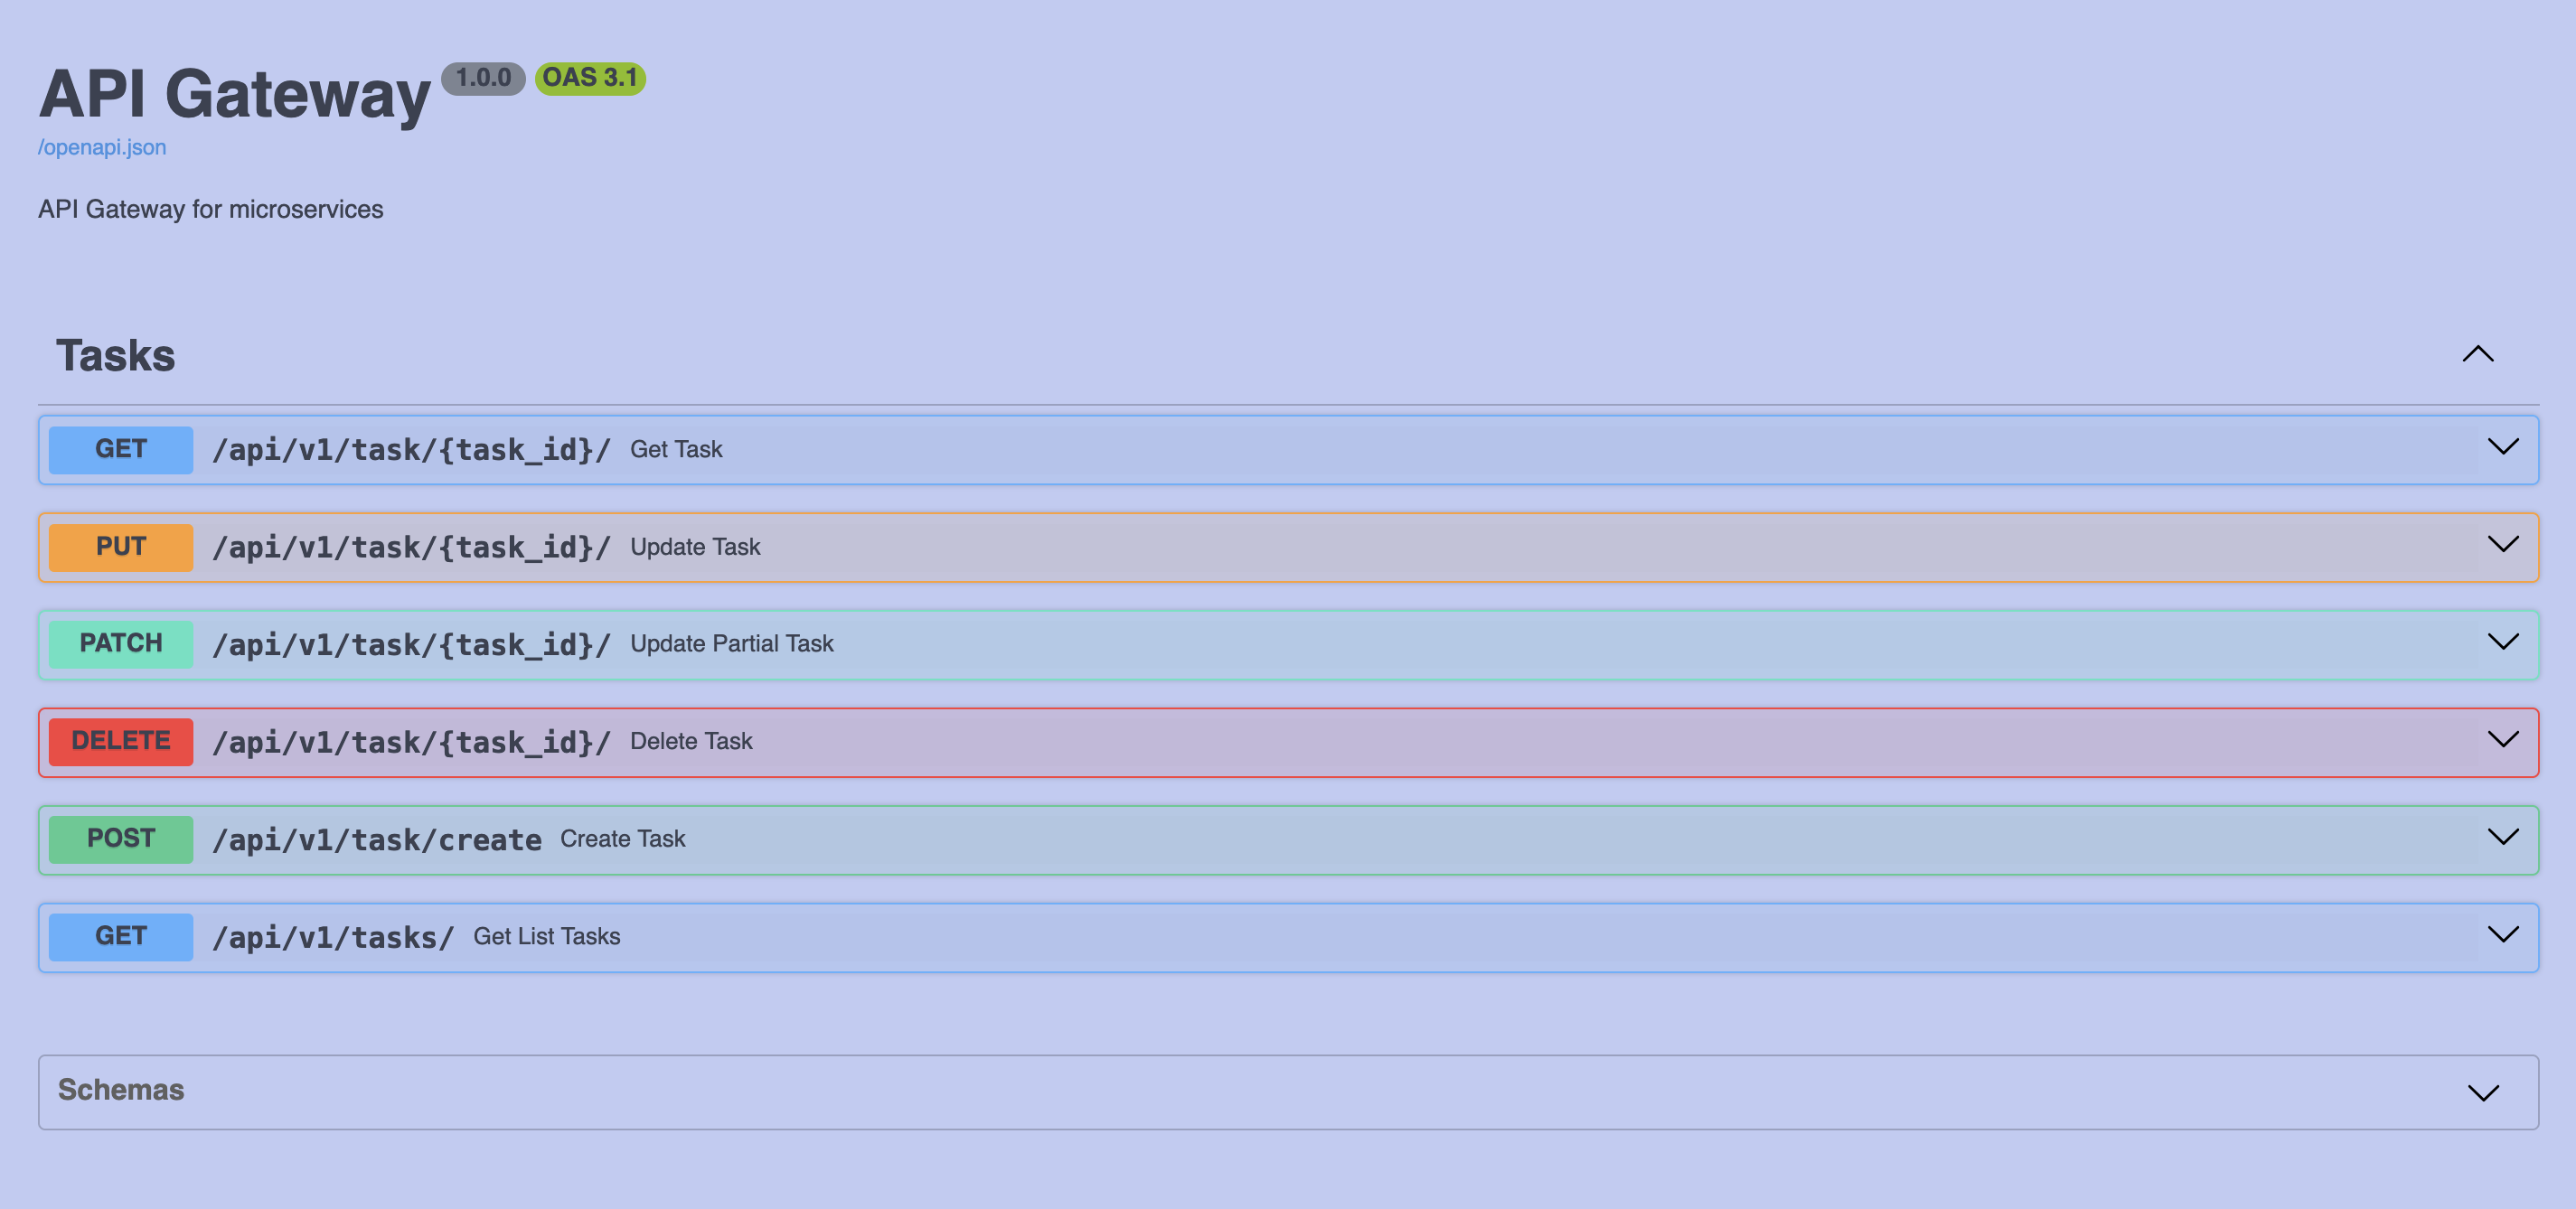 API Gateway 1.0.0 OAS 3.1
/openapi.json
API Gateway for microservices
Tasks
GET /api/v1/task/{task_id}/ Get Task
PUT /api/v1/task/{task_id}/ Update Task
PATCH /api/v1/task/{task_id}/ Update Partial Task
DELETE /api/v1/task/{task_id}/ Delete Task
POST /api/v1/task/create Create Task
GET /api/v1/tasks/ Get List Tasks
Schemas